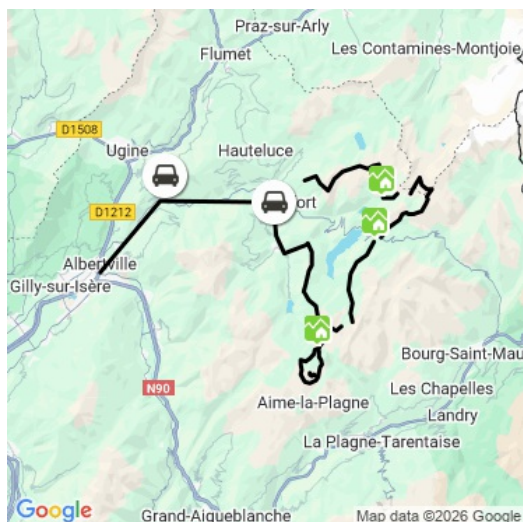 Praz-sur-Arly
Les Contamines-Montjoie
Flumet
D1508
Ugine
Hauteluce
D1212
ort
Albertville
Gilly-sur-Isère
Bourg-Saint-Mau
N90
Les Chapelles
Aime-la-Plagne
Landry
La Plagne-Tarentaise
Google
Grand-Aigueblanche
Map data ©2026 Google